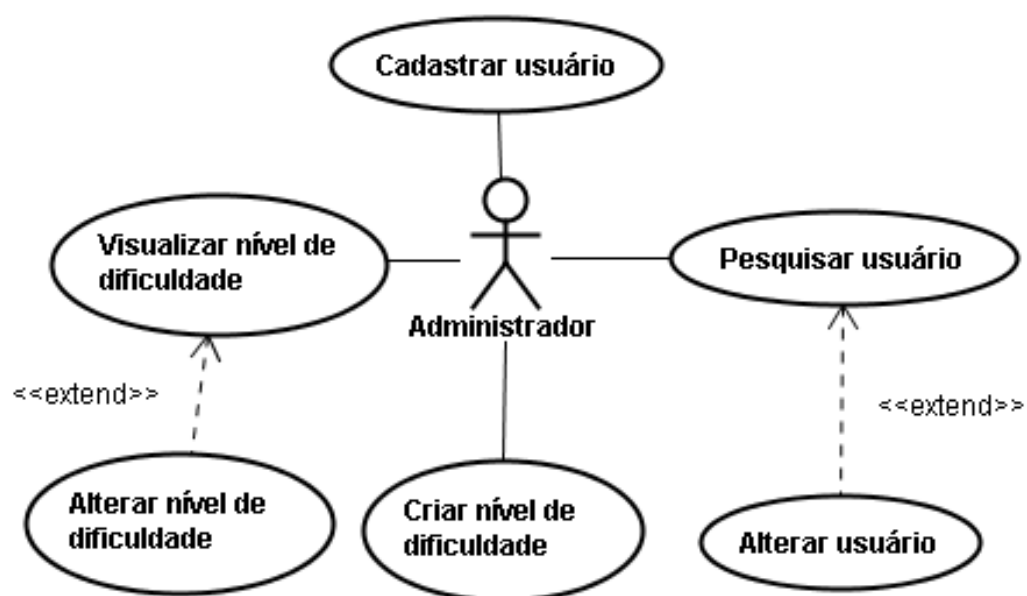 Cadastrar usuário
Visualizar nível de
dificuldade
Pesquisar usuário
Administrador
<<extend>>
<<extend>>
Alterar nível de
dificuldade
Criar nível de
dificuldade
Alterar usuário